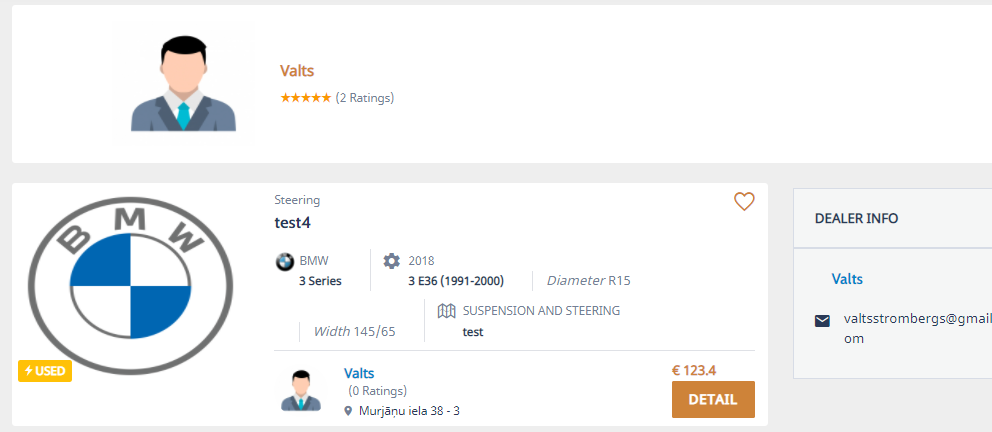 Valts
★★★★★ (2 Ratings)
Steering
test4
BMW
BMW 2018
3 Series 3 E36 (1991-2000) Diameter R15
SUSPENSION AND STEERING
Width 145/65 test
USED
Valts
(0 Ratings)
Murjāņu iela 38 - 3
€ 123.4
DETAIL
DEALER INFO
Valts
valtsstrombergs@gmail
om